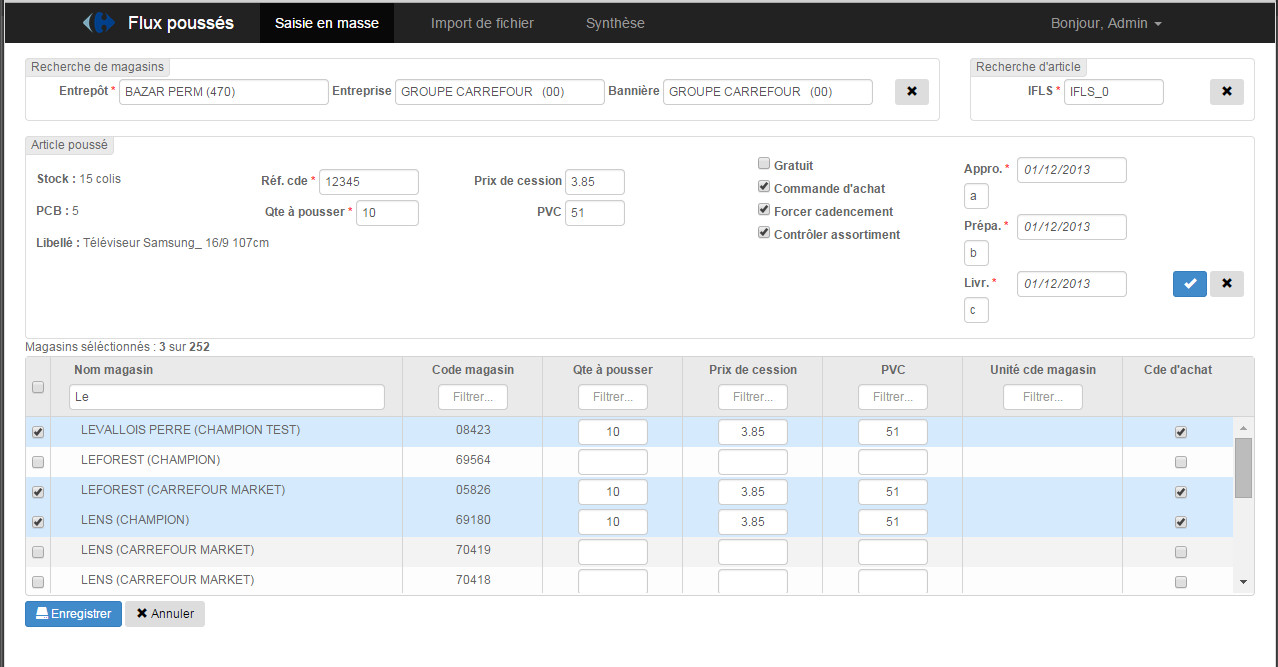 Flux poussés Saisie en masse Import de fichier Synthèse Bonjour, Admin
Recherche de magasins
Entrepôt * BAZAR PERM (470) Entreprise GROUPE CARREFOUR (00) Bannière GROUPE CARREFOUR (00)
Recherche d'article
IFLS * IFLS_0
Article poussé
Stock : 15 colis
PCB : 5
Libellé : Téléviseur Samsung_ 16/9 107cm
Réf. cde * 12345
Qte à pousser * 10
Prix de cession 3.85
PVC 51
Gratuit
Commande d'achat
Forcer cadencement
Contrôler assortiment
Appro. * 01/12/2013
a
Prépa. * 01/12/2013
b
Livr. * 01/12/2013
c
Magasins séléctionnés : 3 sur 252
Nom magasin Code magasin Qte à pousser Prix de cession PVC Unité cde magasin Cde d'achat
Le Filtrer... Filtrer... Filtrer... Filtrer... Filtrer...
LEVALLOIS PERRE (CHAMPION TEST) 08423 10 3.85 51
LEFOREST (CHAMPION) 69564
LEFOREST (CARREFOUR MARKET) 05826 10 3.85 51
LENS (CHAMPION) 69180 10 3.85 51
LENS (CARREFOUR MARKET) 70419
LENS (CARREFOUR MARKET) 70418
Enregistrer Annuler